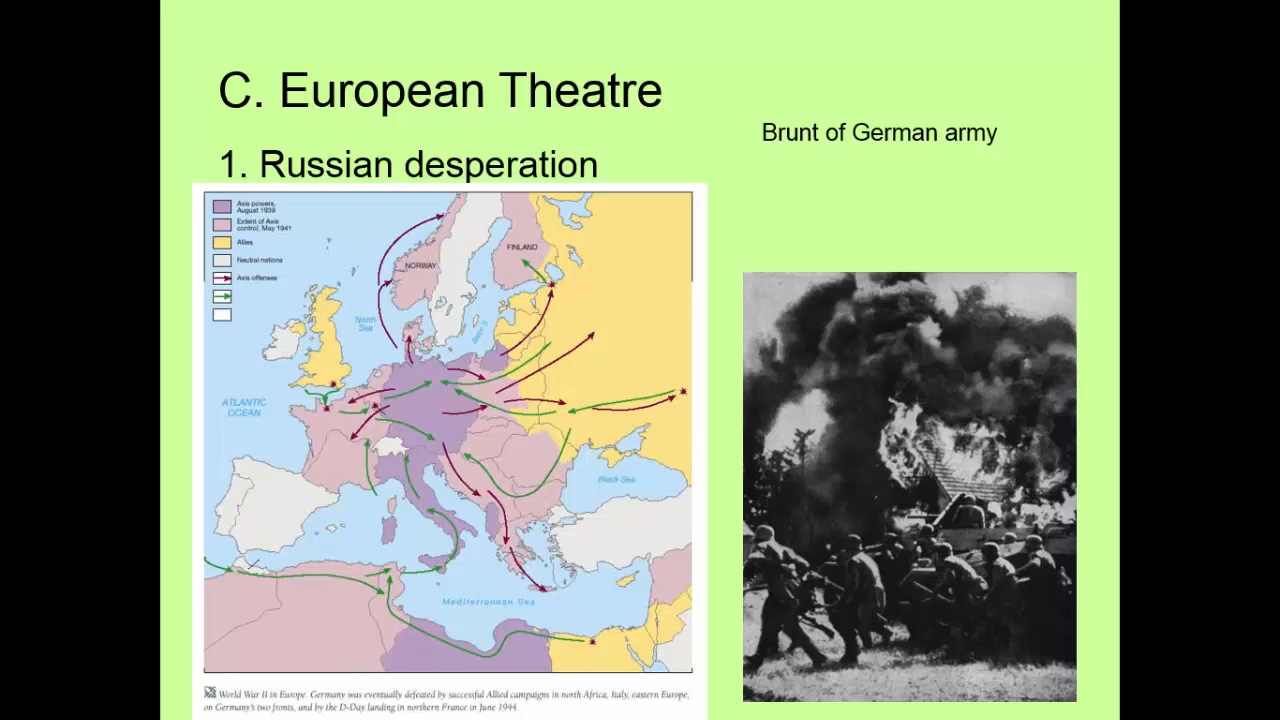 C. European Theatre
Brunt of German army
1. Russian desperation
Axis powers,
August 1939
Extent of Axis
control, May 1941
Allies
Neutral nations
Axis offenses
FINLAND
NORWAY
North
Sea
ATLANTIC
OCEAN
Black Sea
Mediterranean Sea
World War II in Europe Germany was eventually defeated by successful Allied campaigns in north Africa, Italy, eastern Europe,
on Germany's two fronts, and by the D-Day landing in northern France in June 1944.